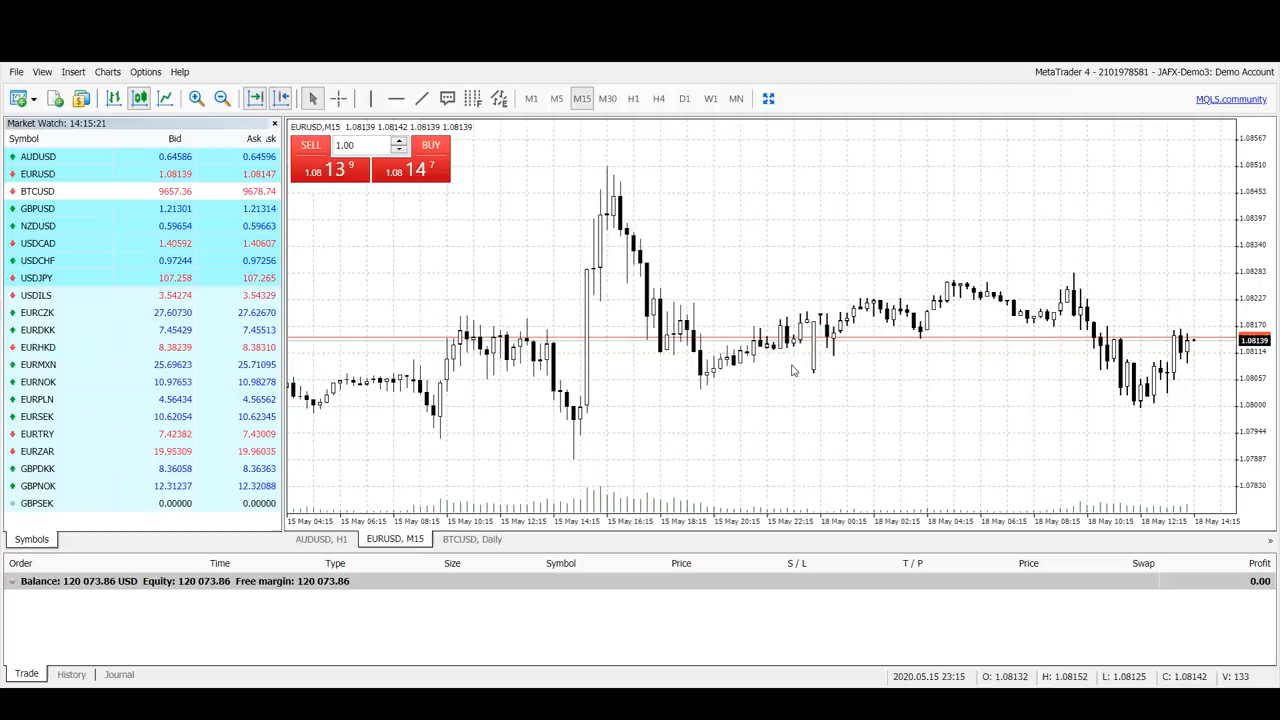 File View Insert Charts Options Help MetaTrader 4 - 2101978581 - JAFX-Demo3: Demo Account
M1 M5 M15 M30 H1 H4 D1 W1 MN MQL5.community
Market Watch: 14:15:21 ×
Symbol Bid Ask
AUDUSD 0.64586 0.64596
EURUSD 1.08139 1.08147
BTCUSD 9657.36 9678.74
GBPUSD 1.21301 1.21314
NZDUSD 0.59654 0.59663
USDCAD 1.40592 1.40607
USDCHF 0.97244 0.97256
USDJPY 107.258 107.265
USDILS 3.54274 3.54329
EURCZK 27.60730 27.62670
EURDKK 7.45429 7.45513
EURHKD 8.38239 8.38310
EURMXN 25.69623 25.71095
EURNOK 10.97653 10.98278
EURPLN 4.56434 4.56562
EURSEK 10.62054 10.62345
EURTRY 7.42382 7.43009
EURZAR 19.95309 19.96035
GBPDKK 8.36058 8.36363
GBPNOK 12.31237 12.32088
GBPSEK 0.00000 0.00000
Symbols
EURUSD,M15 1.08139 1.08142 1.08139 1.08139
SELL 1.00 BUY
1.08 13 9 1.08 14 7
1.08567
1.08510
1.08453
1.08397
1.08340
1.08283
1.08227
1.08170
1.08139
1.08114
1.08057
1.08000
1.07944
1.07887
1.07830
15 May 04:15 15 May 06:15 15 May 08:15 15 May 10:15 15 May 12:15 15 May 14:15 15 May 16:15 15 May 18:15 15 May 20:15 15 May 22:15 18 May 00:15 18 May 02:15 18 May 04:15 18 May 06:15 18 May 08:15 18 May 10:15 18 May 12:15 18 May 14:15
AUDUSD, H1 EURUSD, M15 BTCUSD, Daily »
Order Time Type Size Symbol Price S / L T / P Price Swap Profit
Balance: 120 073.86 USD Equity: 120 073.86 Free margin: 120 073.86 0.00
Trade History Journal
2020.05.15 23:15 O: 1.08132 H: 1.08152 L: 1.08125 C: 1.08142 V: 133